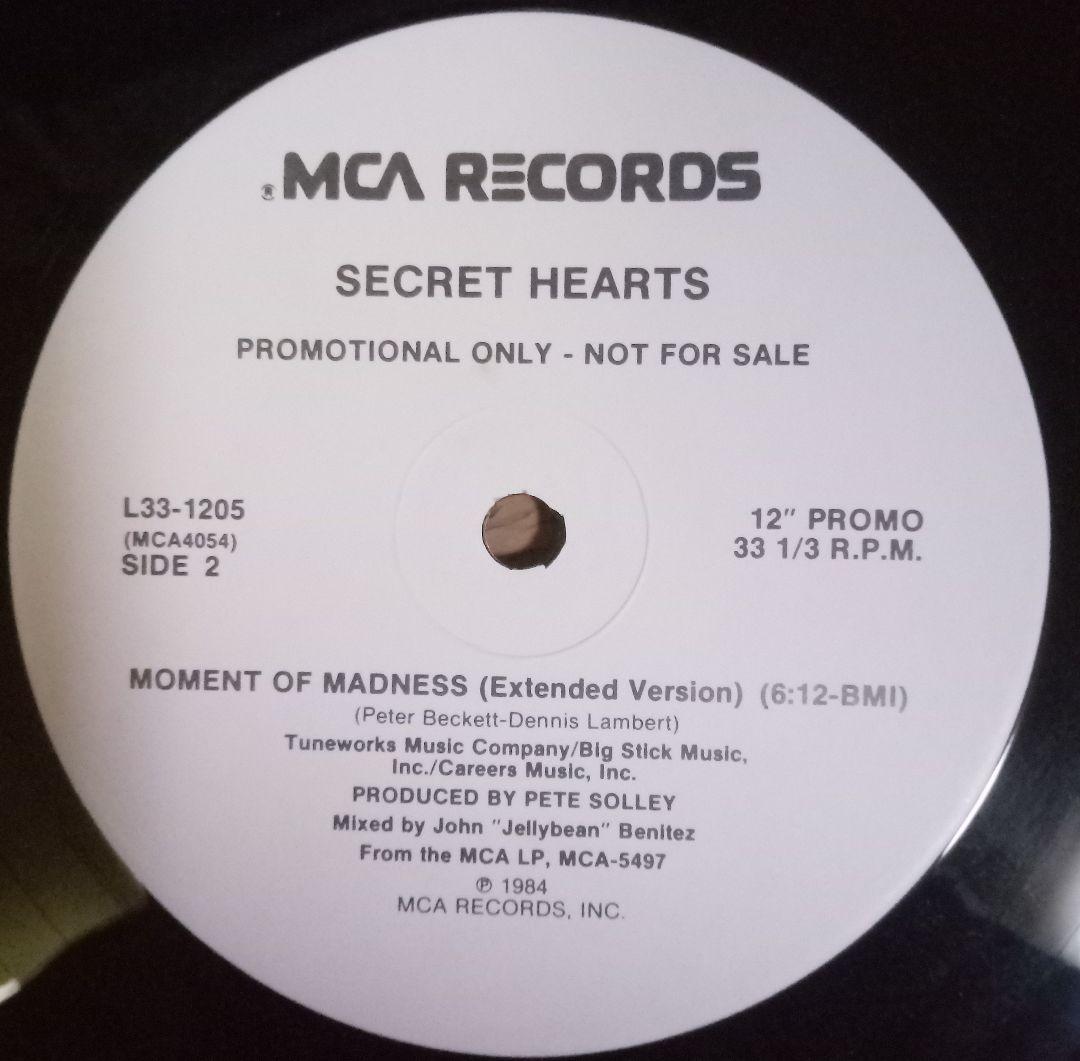 ® MCA RECORDS
SECRET HEARTS
PROMOTIONAL ONLY - NOT FOR SALE
L33-1205
(MCA4054)
SIDE 2
12" PROMO
33 1/3 R.P.M.
MOMENT OF MADNESS (Extended Version) (6:12-BMI)
(Peter Beckett-Dennis Lambert)
Tuneworks Music Company/Big Stick Music,
Inc./Careers Music, Inc.
PRODUCED BY PETE SOLLEY
Mixed by John "Jellybean" Benitez
From the MCA LP, MCA-5497
℗ 1984
MCA RECORDS, INC.